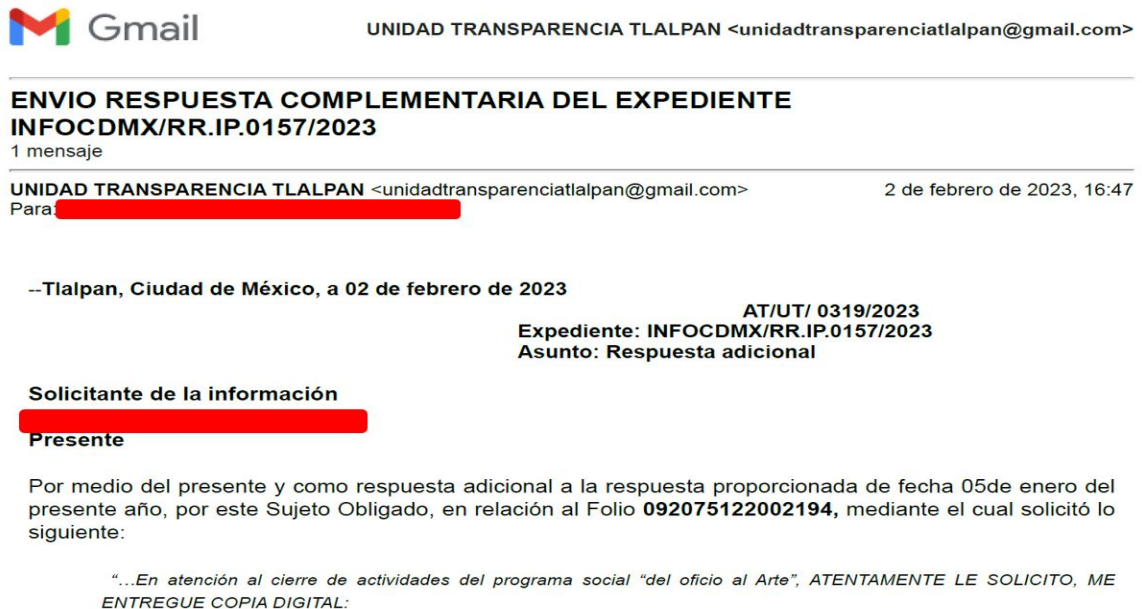 Gmail
UNIDAD TRANSPARENCIA TLALPAN <unidadtransparenciatlalpan@gmail.com>
ENVIO RESPUESTA COMPLEMENTARIA DEL EXPEDIENTE
INFOCDMX/RR.IP.0157/2023
1 mensaje
UNIDAD TRANSPARENCIA TLALPAN <unidadtransparenciatlalpan@gmail.com> 2 de febrero de 2023, 16:47
Para:
--Tlalpan, Ciudad de México, a 02 de febrero de 2023
AT/UT/ 0319/2023
Expediente: INFOCDMX/RR.IP.0157/2023
Asunto: Respuesta adicional
Solicitante de la información
Presente
Por medio del presente y como respuesta adicional a la respuesta proporcionada de fecha 05de enero del
presente año, por este Sujeto Obligado, en relación al Folio 092075122002194, mediante el cual solicitó lo
siguiente:
“…En atención al cierre de actividades del programa social “del oficio al Arte”, ATENTAMENTE LE SOLICITO, ME
ENTREGUE COPIA DIGITAL: